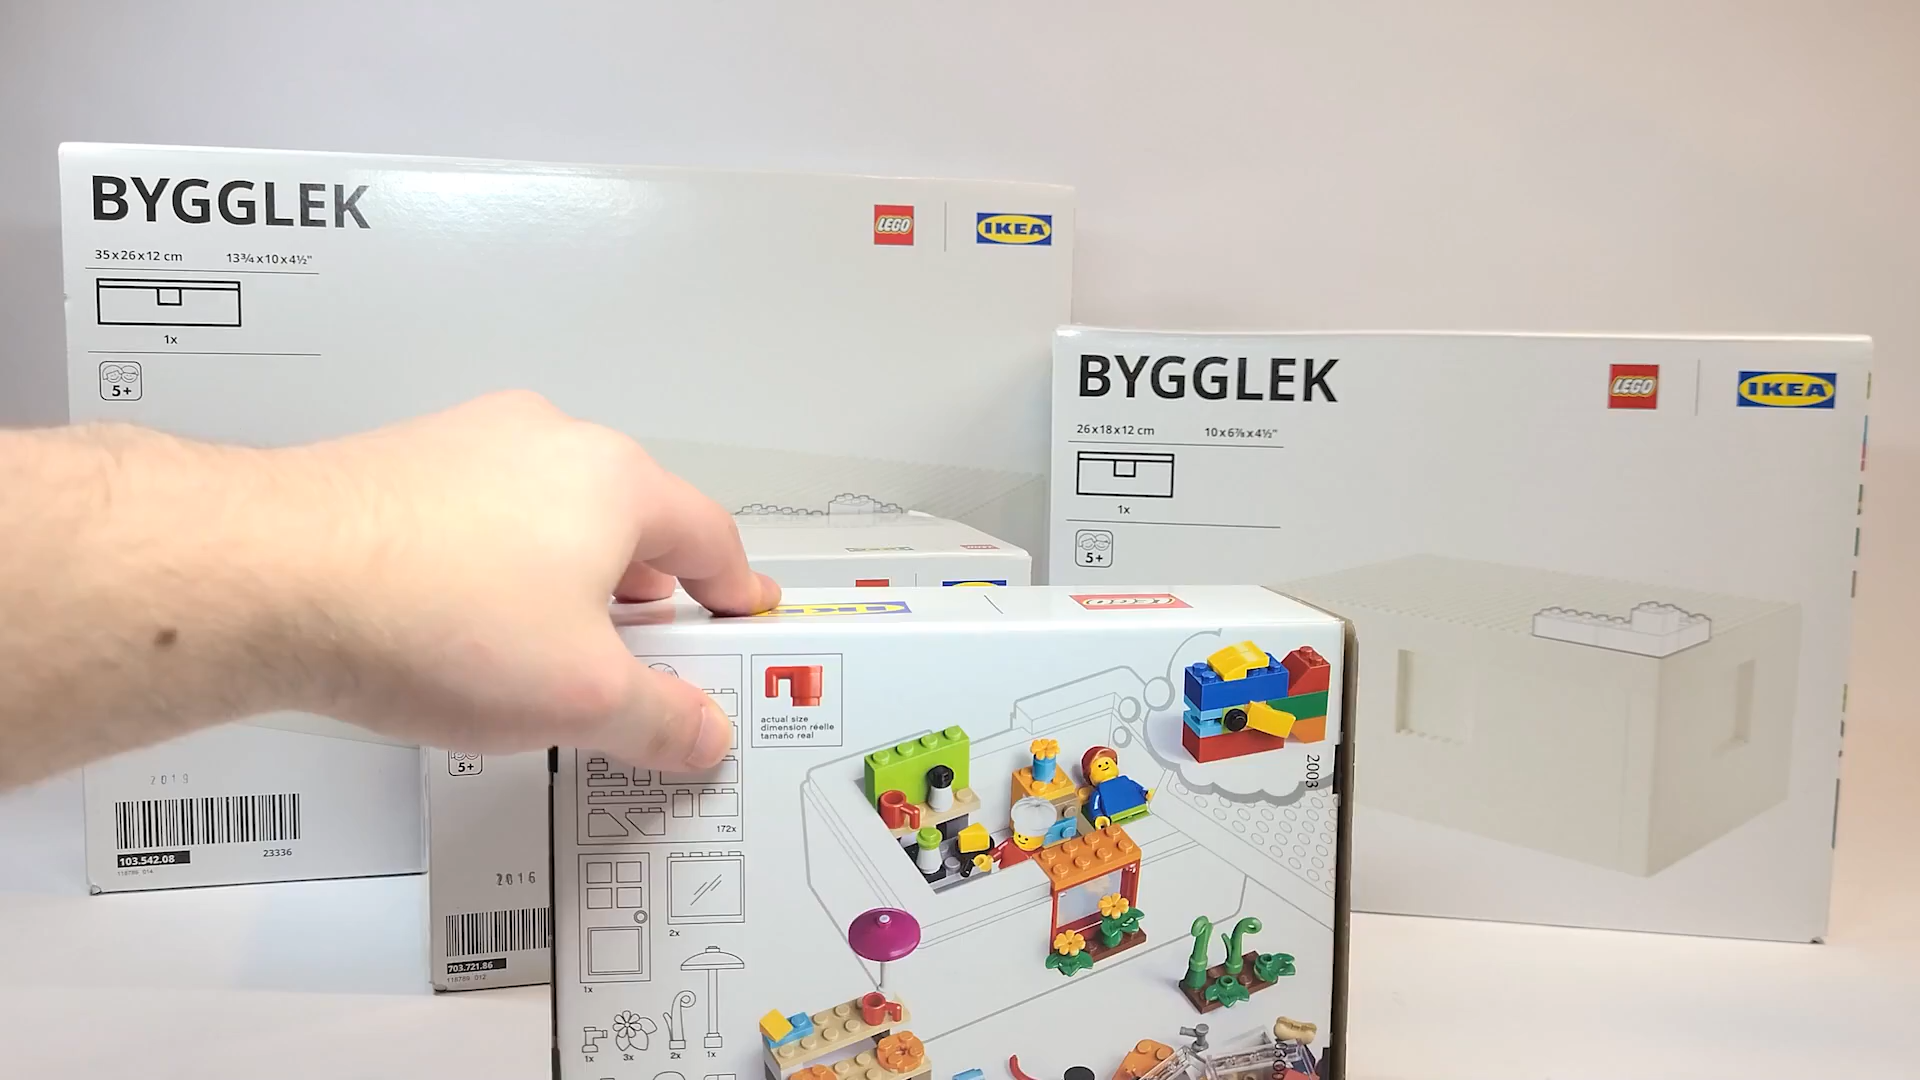 BYGGLEK
LEGO
IKEA
35x26x12 cm
13¾x10x4½"
1x
5+
2019
103.542.08
23336
BYGGLEK
LEGO
IKEA
26x18x12 cm
10x6⅞x4½"
1x
5+
5+
2016
703.721.86
IKEA
LEGO
actual size
dimension réelle
tamaño real
172x
2003
2x
1x
1x
3x
2x
1x